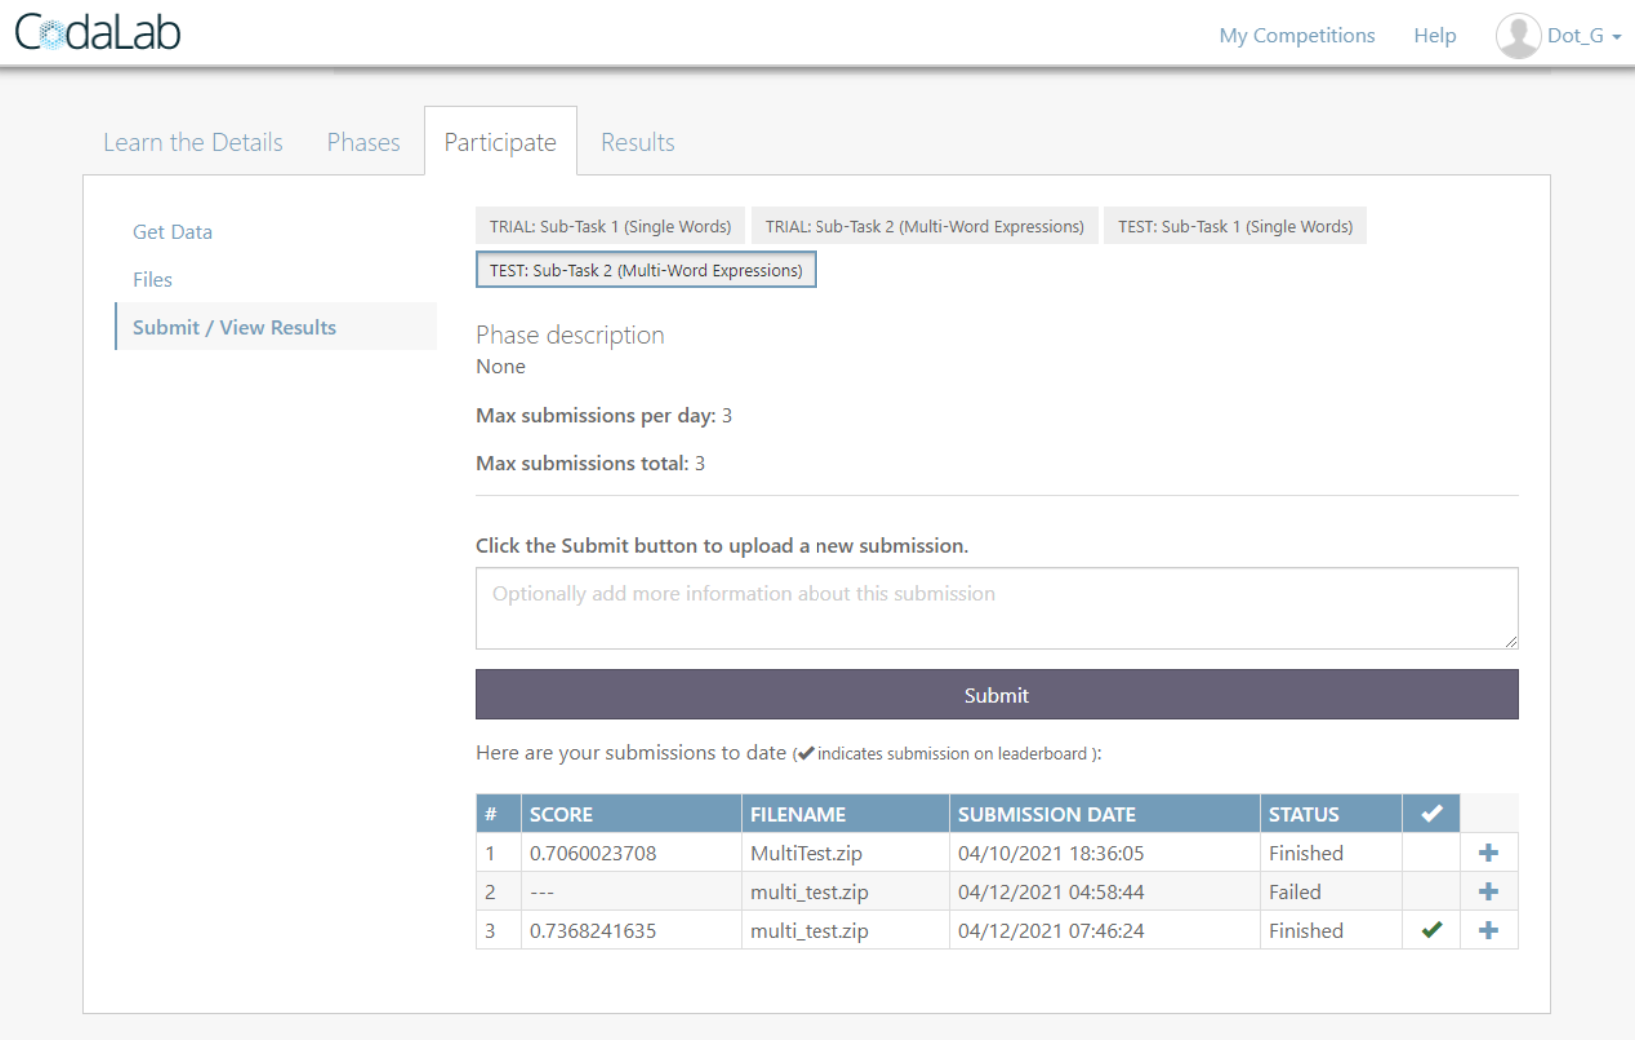 CodaLab
My Competitions Help Dot_G
Learn the Details Phases Participate Results
Get Data
Files
Submit / View Results
TRIAL: Sub-Task 1 (Single Words) TRIAL: Sub-Task 2 (Multi-Word Expressions) TEST: Sub-Task 1 (Single Words)
TEST: Sub-Task 2 (Multi-Word Expressions)
Phase description
None
Max submissions per day: 3
Max submissions total: 3
Click the Submit button to upload a new submission.
Optionally add more information about this submission
Submit
Here are your submissions to date (✔ indicates submission on leaderboard ):
# SCORE FILENAME SUBMISSION DATE STATUS ✔
1 0.7060023708 MultiTest.zip 04/10/2021 18:36:05 Finished +
2 --- multi_test.zip 04/12/2021 04:58:44 Failed +
3 0.7368241635 multi_test.zip 04/12/2021 07:46:24 Finished ✔ +